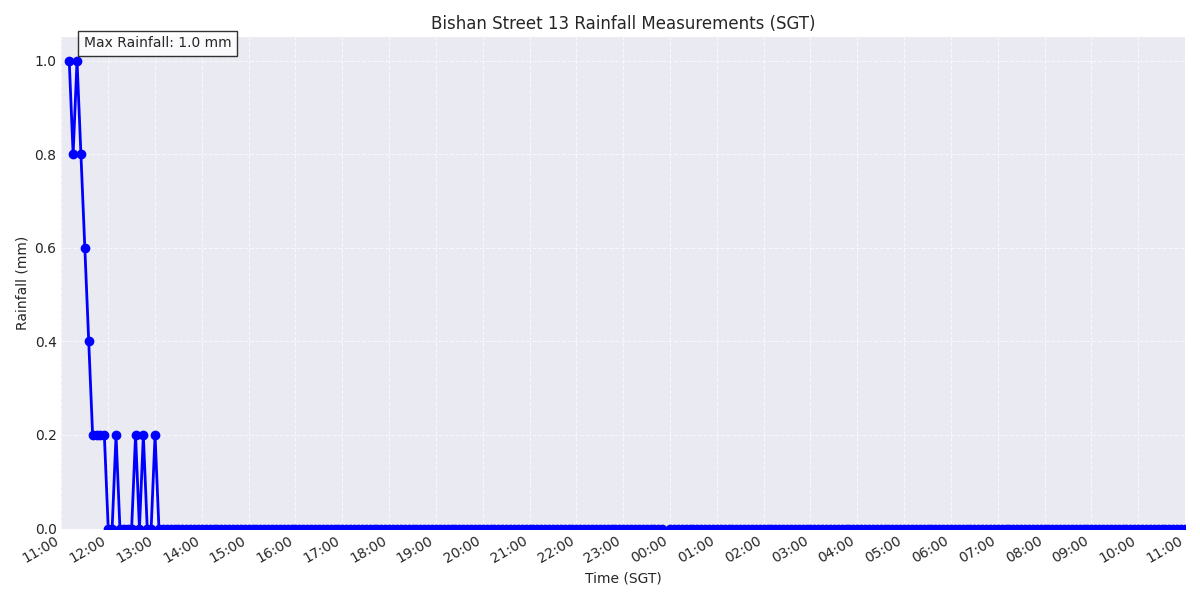 Bishan Street 13 Rainfall Measurements (SGT)
Max Rainfall: 1.0 mm
1.0
0.8
0.6
0.4
0.2
0.0
Rainfall (mm)
11:00 12:00 13:00 14:00 15:00 16:00 17:00 18:00 19:00 20:00 21:00 22:00 23:00 00:00 01:00 02:00 03:00 04:00 05:00 06:00 07:00 08:00 09:00 10:00 11:00
Time (SGT)